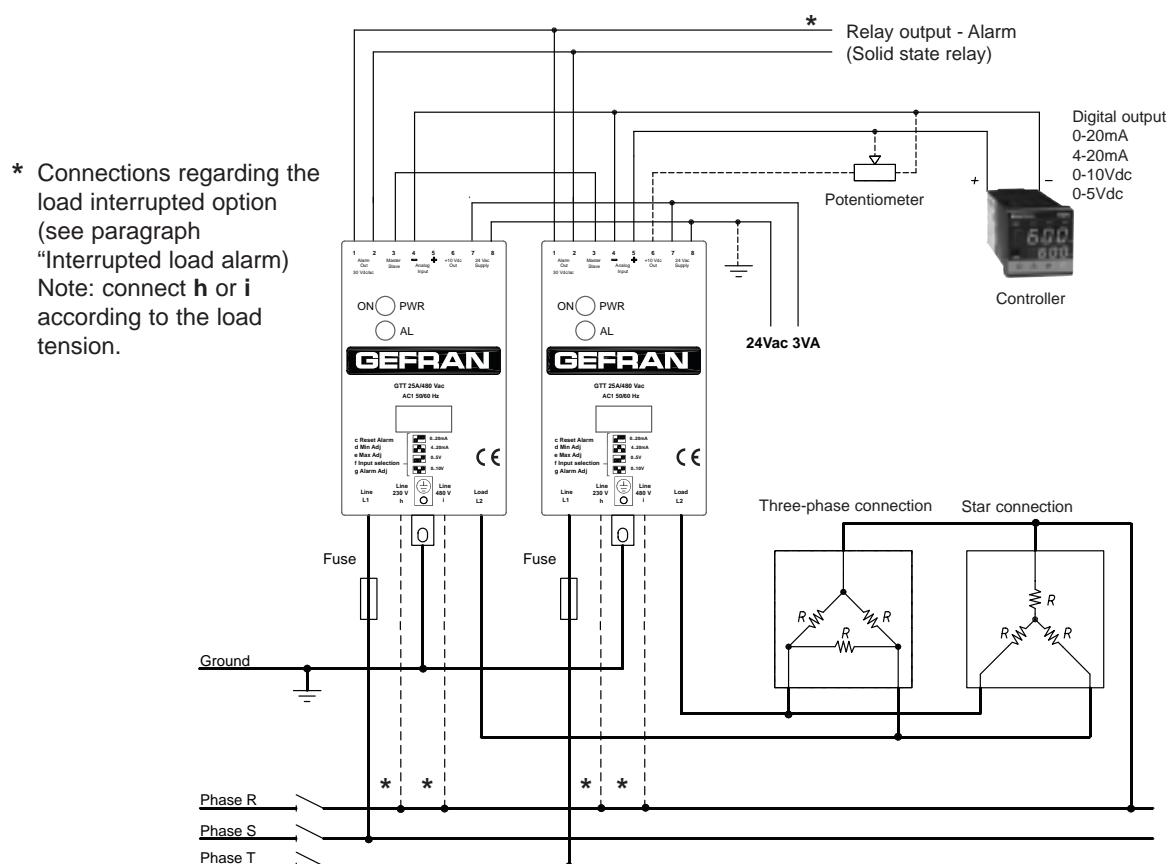 *
Relay output - Alarm
(Solid state relay)
* Connections regarding the
load interrupted option
(see paragraph
“Interrupted load alarm)
Note: connect h or i
according to the load
tension.
Digital output
0-20mA
4-20mA
0-10Vdc
0-5Vdc
Potentiometer
+
–
600
600
Controller
24Vac 3VA
1 2 3 4 5 6 7 8
Alarm Out 30 Vdc/ac
Master Slave
– Analog Input +
+10 Vdc Out
24 Vac Supply
ON PWR
AL
GEFRAN
GTT 25A/480 Vac
AC1 50/60 Hz
c Reset Alarm
d Min Adj
e Max Adj
f Input selection
g Alarm Adj
0..20mA
4..20mA
0..5V
0..10V
CE
Line L1
Line 230 V h
Line 480 V i
Load L2
1 2 3 4 5 6 7 8
Alarm Out 30 Vdc/ac
Master Slave
– Analog Input +
+10 Vdc Out
24 Vac Supply
ON PWR
AL
GEFRAN
GTT 25A/480 Vac
AC1 50/60 Hz
c Reset Alarm
d Min Adj
e Max Adj
f Input selection
g Alarm Adj
0..20mA
4..20mA
0..5V
0..10V
CE
Line L1
Line 230 V h
Line 480 V i
Load L2
Fuse
Fuse
Three-phase connection
Star connection
R
R
R
R
R
R
Ground
* *
* *
Phase R
Phase S
Phase T